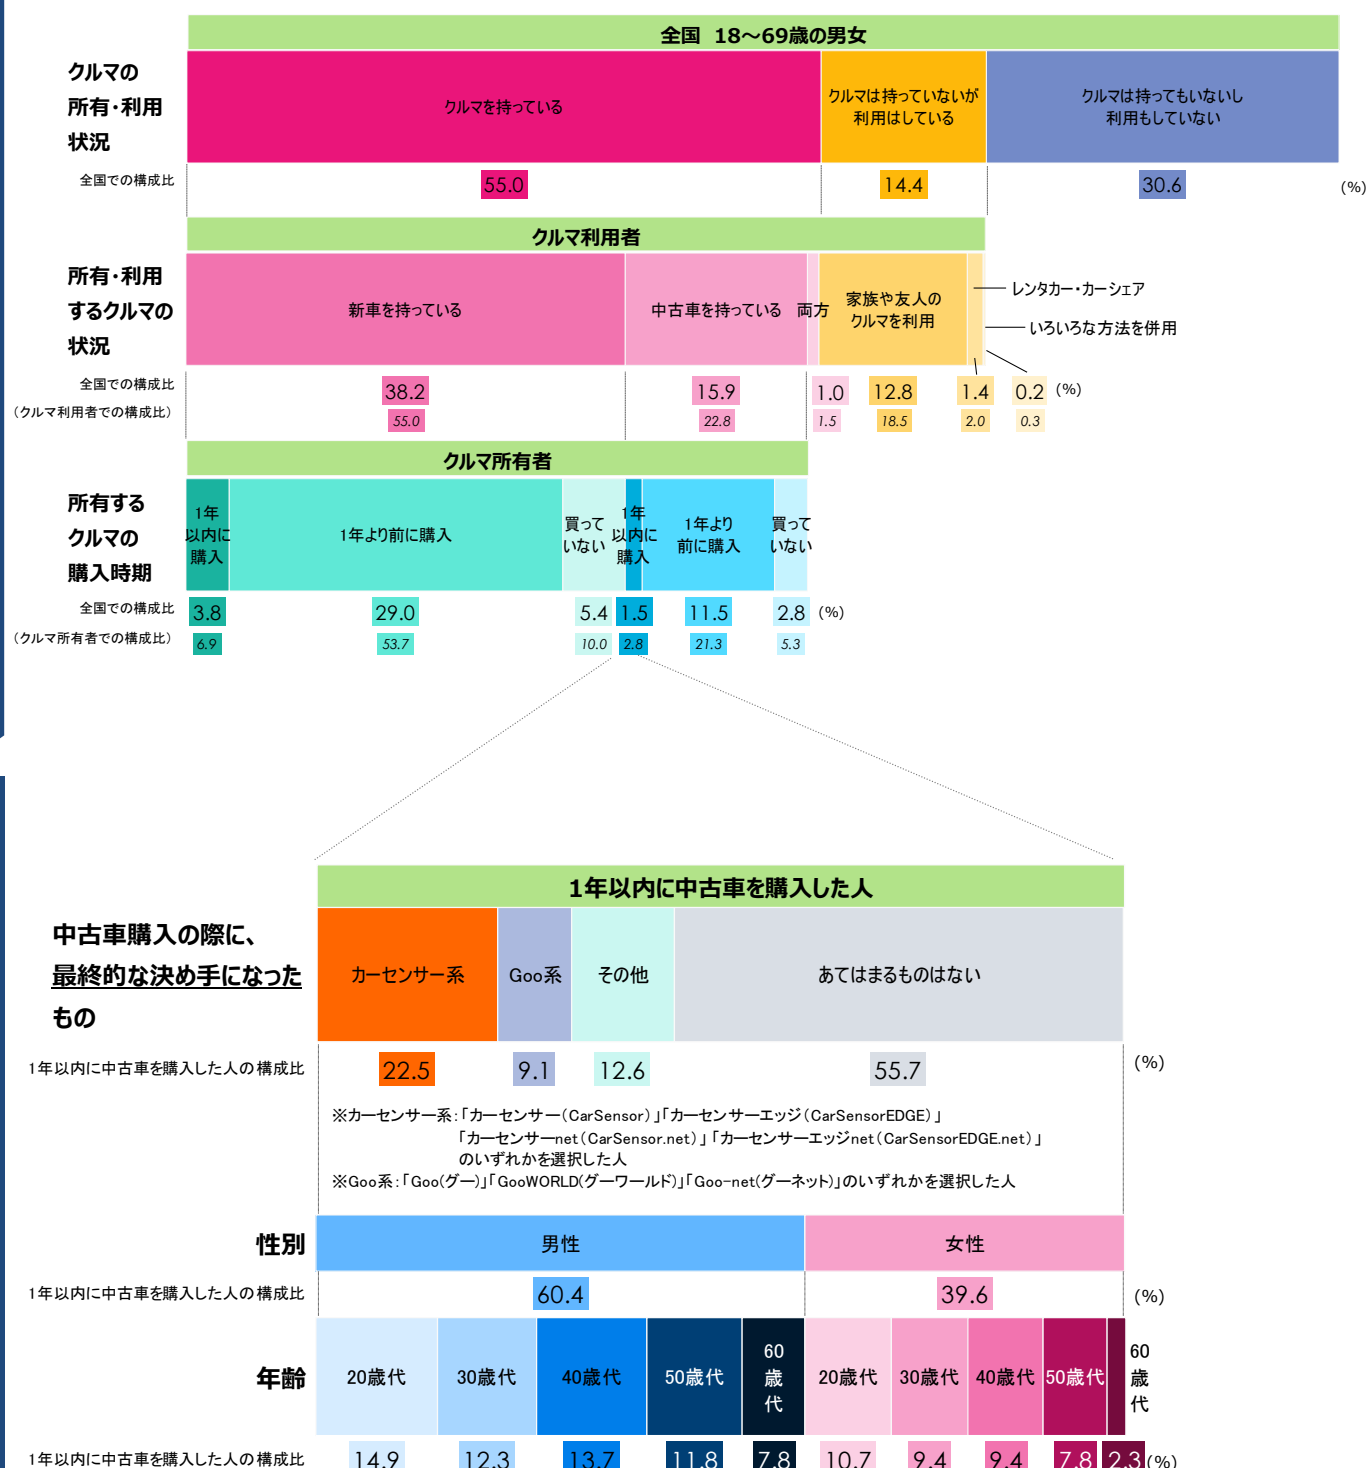 全国 18～69歳の男女
クルマの
所有・利用
状況
クルマを持っている
クルマは持っていないが
利用はしている
クルマは持ってもいないし
利用もしていない
全国での構成比
55.0
14.4
30.6
(%)
クルマ利用者
所有・利用
するクルマの
状況
新車を持っている
中古車を持っている
両方
家族や友人の
クルマを利用
レンタカー・カーシェア
いろいろな方法を併用
全国での構成比
38.2
15.9
1.0
12.8
1.4
0.2
(%)
（クルマ利用者での構成比）
55.0
22.8
1.5
18.5
2.0
0.3
クルマ所有者
所有する
クルマの
購入時期
1年
以内に
購入
1年より前に購入
買って
いない
1年
以内に
購入
1年より
前に購入
買って
いない
全国での構成比
3.8
29.0
5.4
1.5
11.5
2.8
(%)
（クルマ所有者での構成比）
6.9
53.7
10.0
2.8
21.3
5.3
1年以内に中古車を購入した人
中古車購入の際に、
最終的な決め手になった
もの
カーセンサー系
Goo系
その他
あてはまるものはない
1年以内に中古車を購入した人の構成比
22.5
9.1
12.6
55.7
(%)
※カーセンサー系：「カーセンサー（CarSensor）」「カーセンサーエッジ（CarSensorEDGE）」
「カーセンサーnet（CarSensor.net）」「カーセンサーエッジnet（CarSensorEDGE.net）」
のいずれかを選択した人
※Goo系：「Goo(グー)」「GooWORLD(グーワールド)」「Goo-net(グーネット)」のいずれかを選択した人
性別
男性
女性
1年以内に中古車を購入した人の構成比
60.4
39.6
(%)
年齢
20歳代
30歳代
40歳代
50歳代
60
歳
代
20歳代
30歳代
40歳代
50歳代
60
歳
代
1年以内に中古車を購入した人の構成比
14.9
12.3
13.7
11.8
7.8
10.7
9.4
9.4
7.8
2.3
(%)